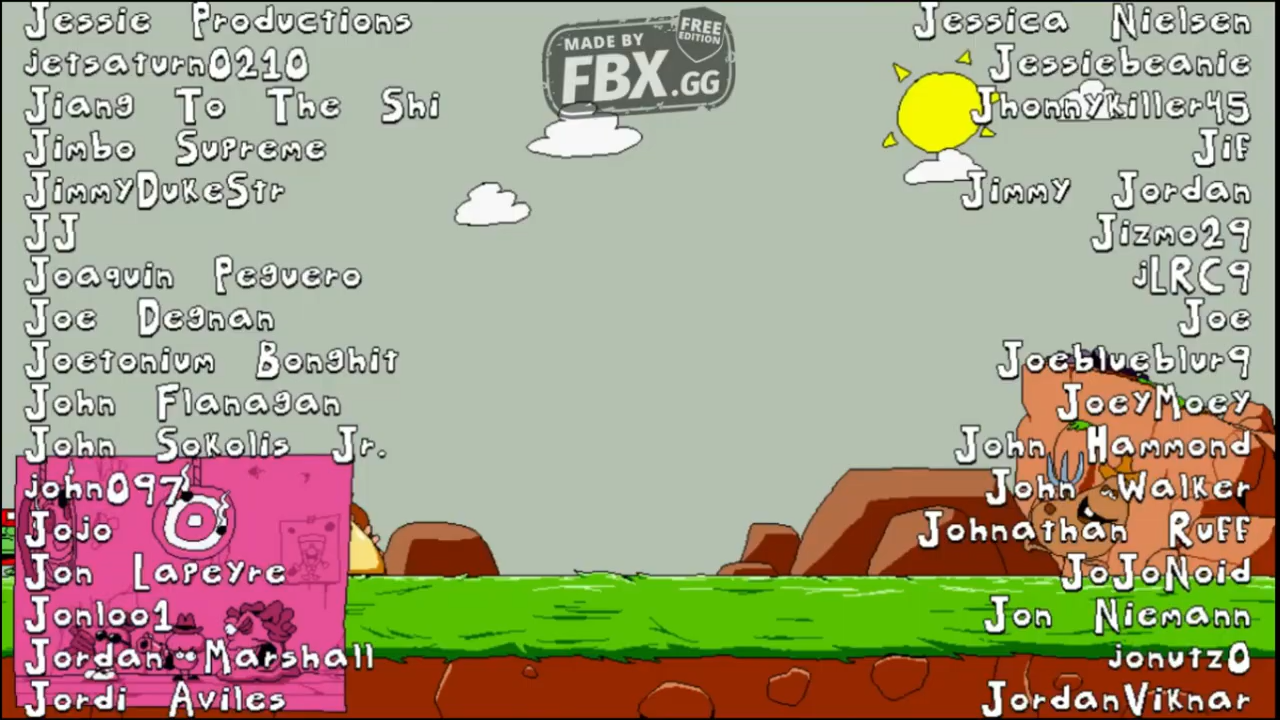 Jessie Productions
jetsaturn0210
Jiang To The Shi
Jimbo Supreme
JimmyDukeStr
JJ
Joaquin Peguero
Joe Degnan
Joetonium Bonghit
John Flanagan
John Sokolis Jr.
john097
Jojo
Jon Lapeyre
Jonloo1
Jordan Marshall
Jordi Aviles
MADE BY
FBX.GG
FREE
EDITION
Jessica Nielsen
Jessiebeanie
Jhonnykiller45
Jif
Jimmy Jordan
Jizmo29
jLRC9
Joe
Joeblueblur9
JoeyMoey
John Hammond
John Walker
Johnathan Ruff
JoJoNoid
Jon Niemann
jonutz0
JordanViknar